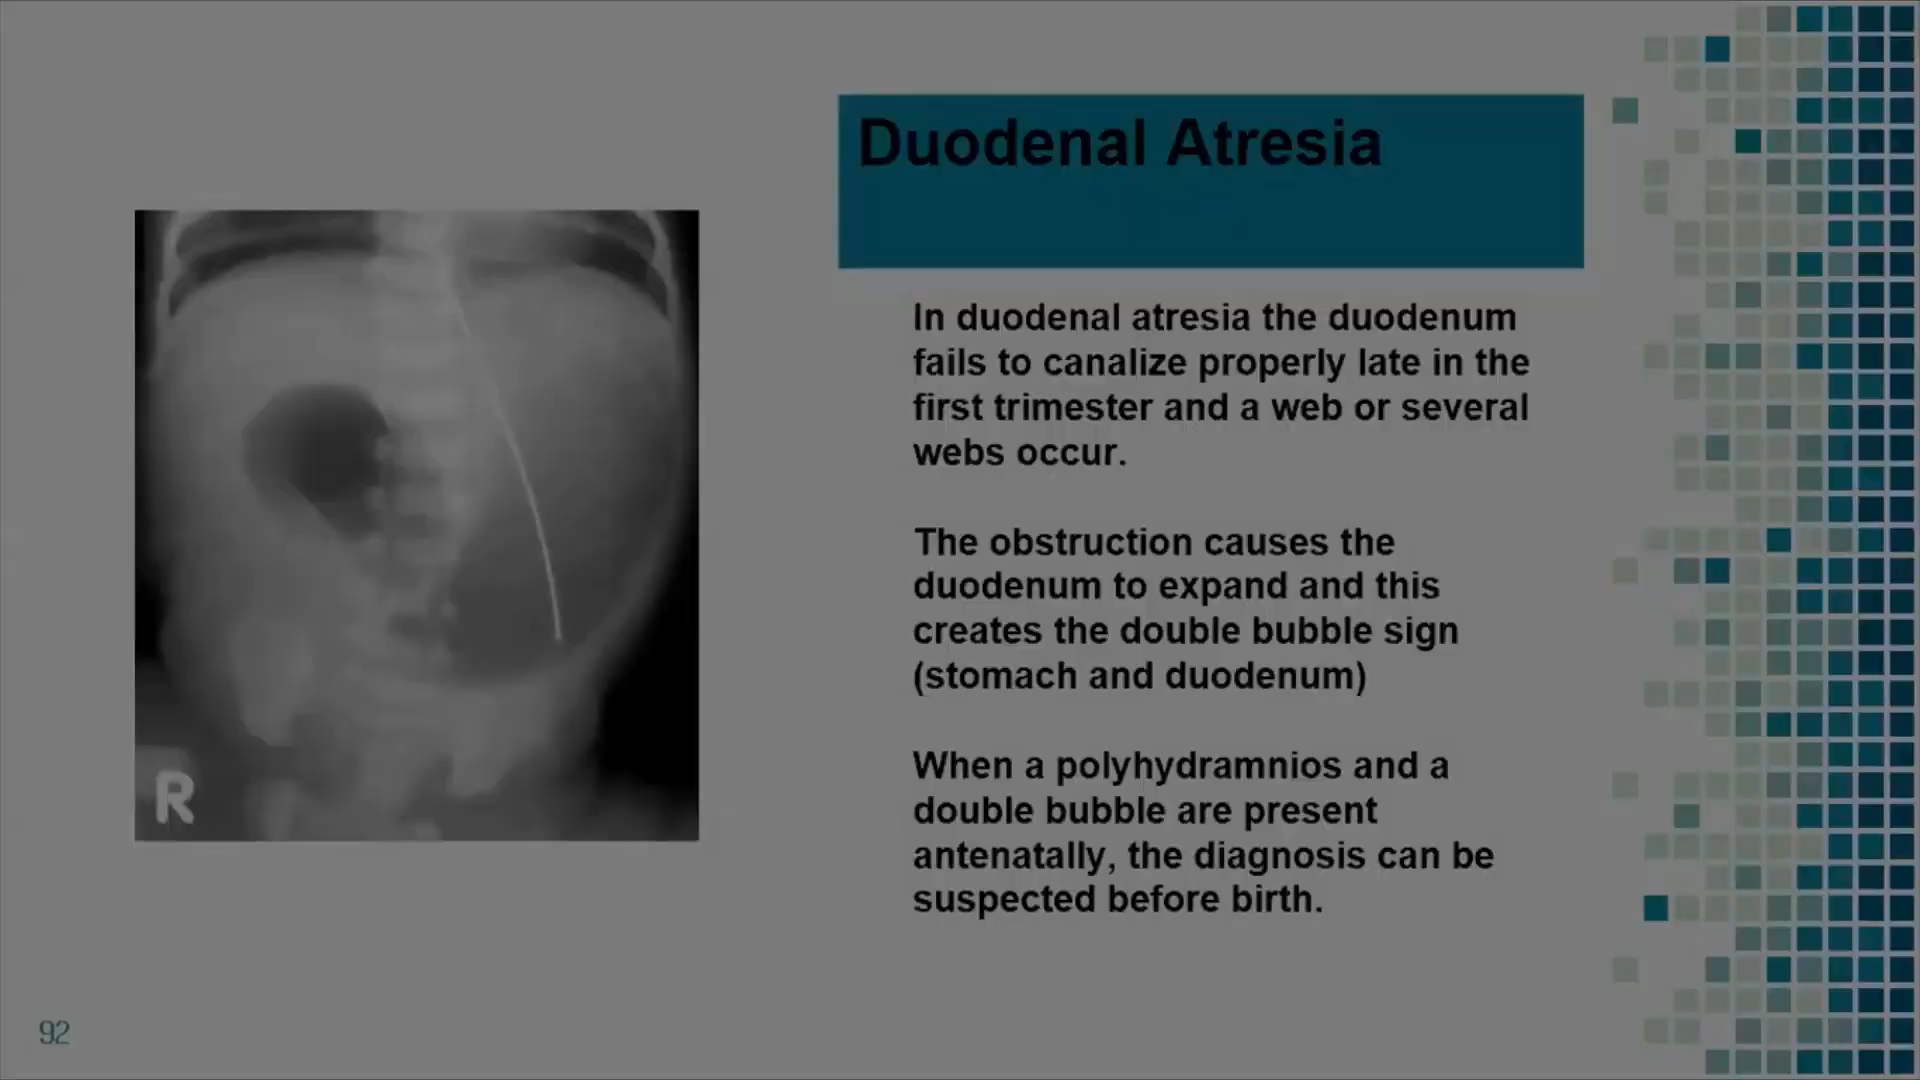 Duodenal Atresia
In duodenal atresia the duodenum
fails to canalize properly late in the
first trimester and a web or several
webs occur.
The obstruction causes the
duodenum to expand and this
creates the double bubble sign
(stomach and duodenum)
When a polyhydramnios and a
double bubble are present
antenatally, the diagnosis can be
suspected before birth.
R
92